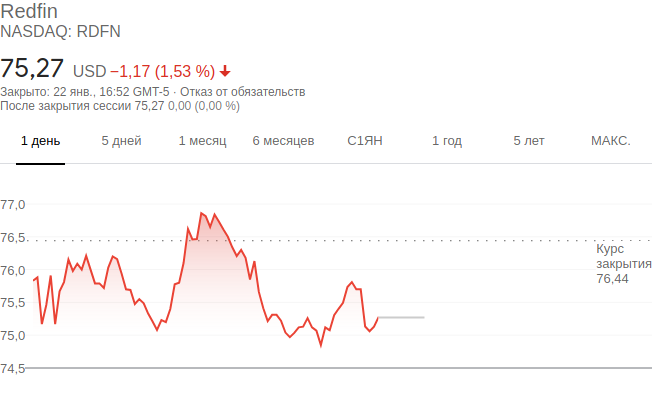 Redfin
NASDAQ: RDFN
75,27 USD −1,17 (1,53 %)
Закрыто: 22 янв., 16:52 GMT-5 · Отказ от обязательств
После закрытия сессии 75,27 0,00 (0,00 %)
1 день 5 дней 1 месяц 6 месяцев С1ЯН 1 год 5 лет МАКС.
77,0
76,5
Курс
закрытия
76,44
76,0
75,5
75,0
74,5